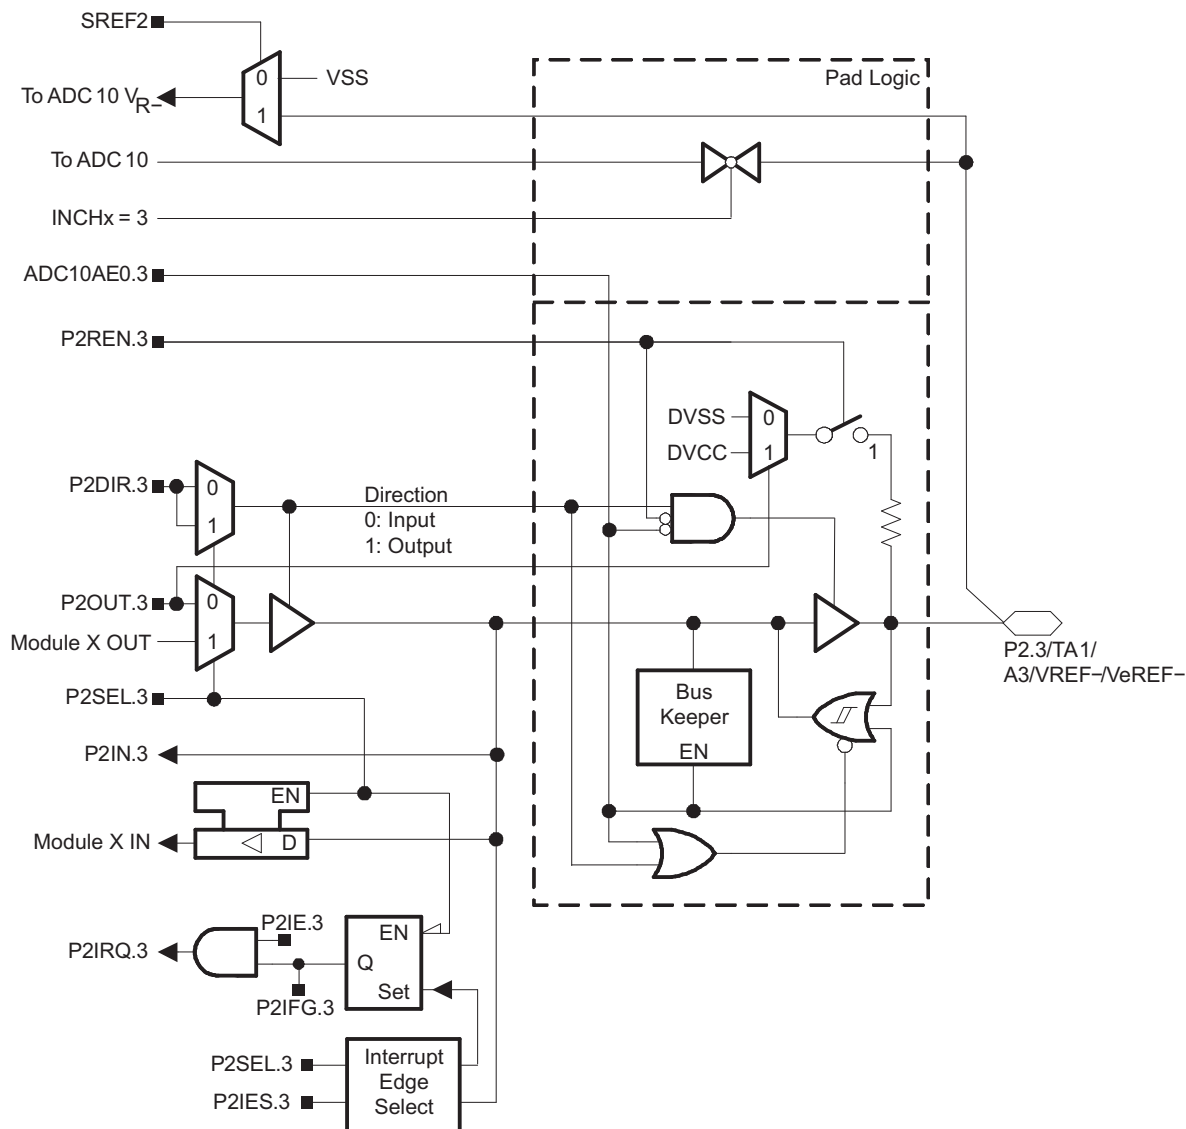 SREF2
0
VSS
Pad Logic
To ADC 10 VR−
1
To ADC 10
INCHx = 3
ADC10AE0.3
P2REN.3
DVSS
0
DVCC
1
1
P2DIR.3
0
1
Direction
0: Input
1: Output
P2OUT.3
0
Module X OUT
1
P2.3/TA1/
A3/VREF−/VeREF−
P2SEL.3
Bus
Keeper
EN
P2IN.3
EN
Module X IN
D
P2IE.3
P2IRQ.3
EN
Q
Set
P2IFG.3
P2SEL.3
P2IES.3
Interrupt
Edge
Select